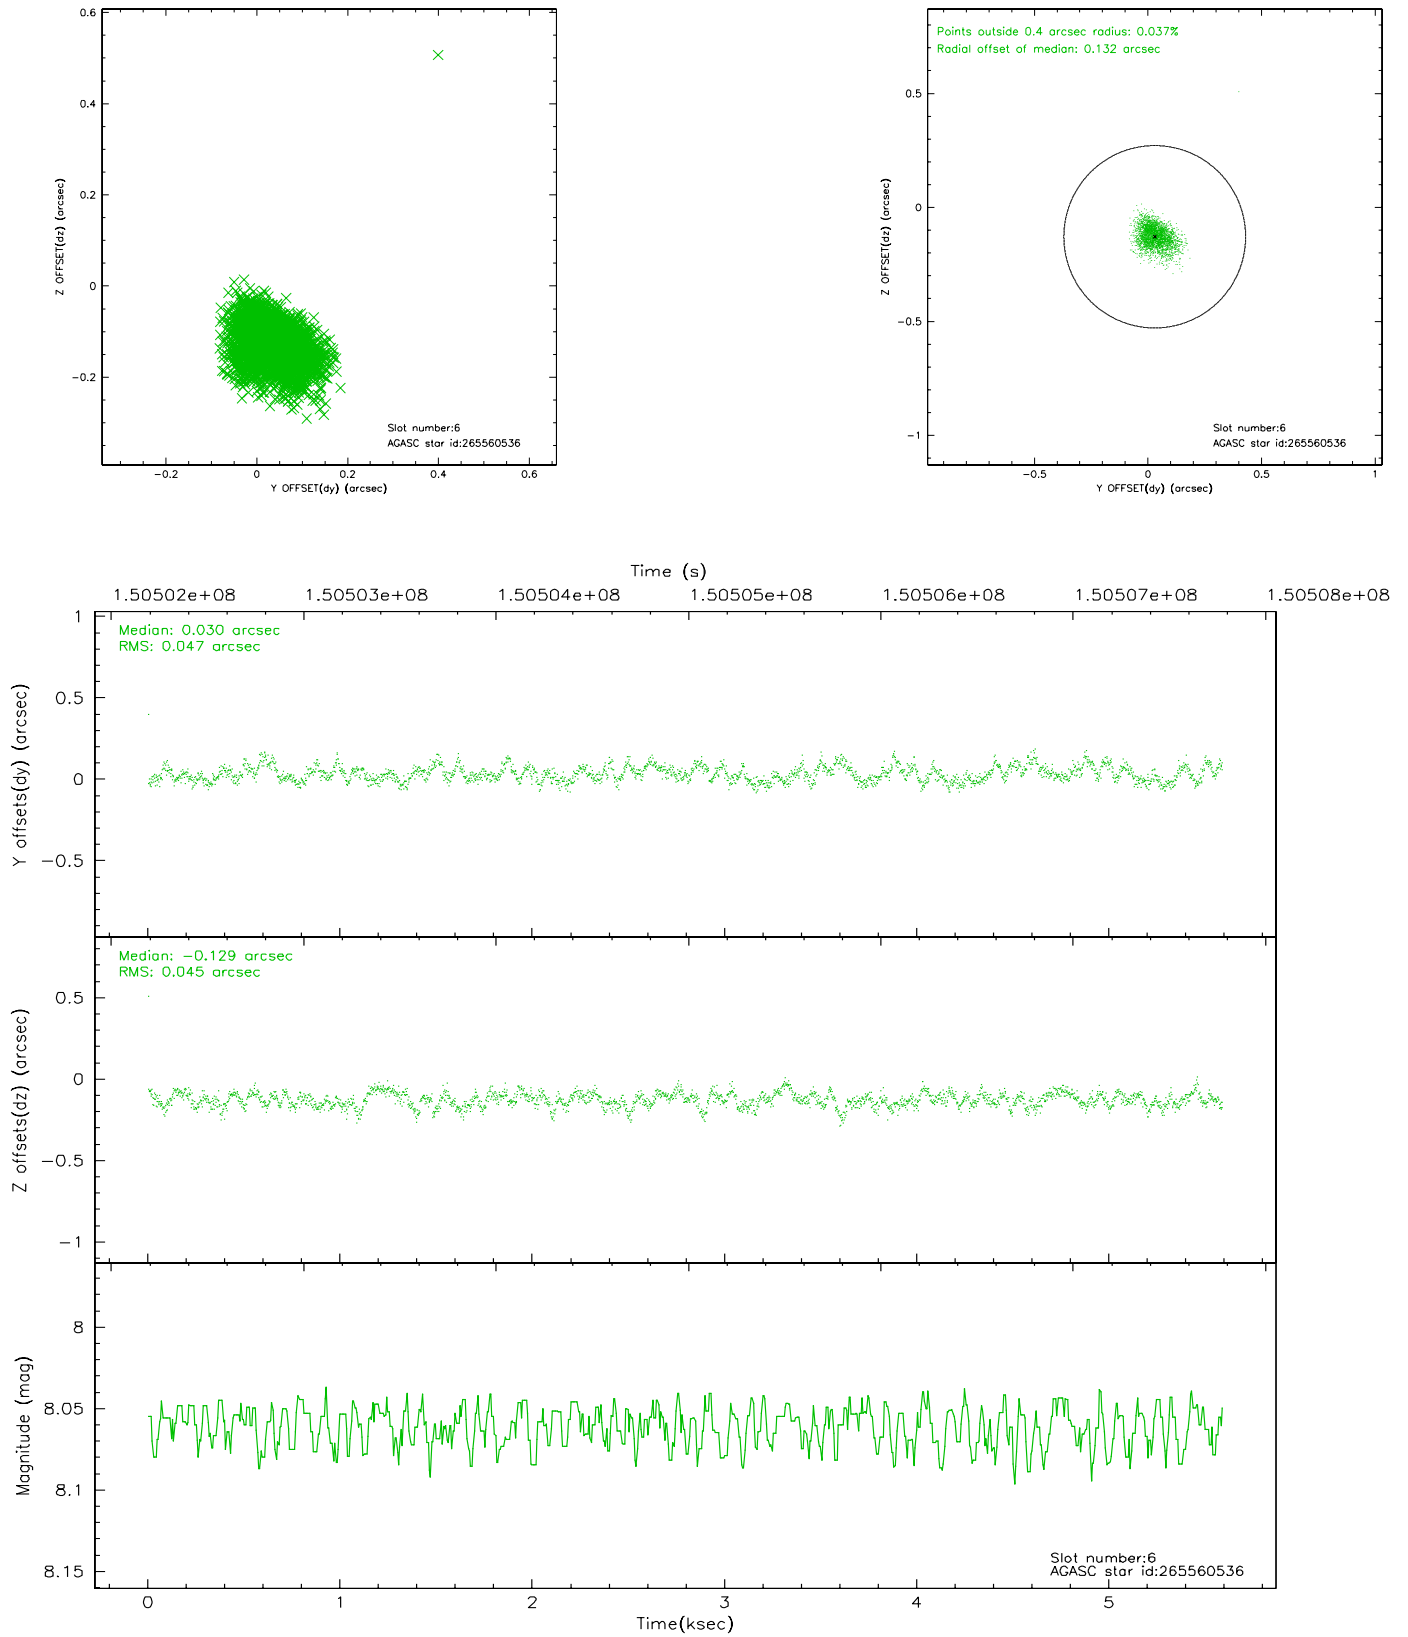 0.6
0.4
0.2
0
−0.2
Z OFFSET(dz) (arcsec)
Slot number:6
AGASC star id:265560536
−0.2 0 0.2 0.4 0.6
Y OFFSET(dy) (arcsec)
Points outside 0.4 arcsec radius: 0.037%
Radial offset of median: 0.132 arcsec
0.5
0
−0.5
−1
Z OFFSET(dz) (arcsec)
Slot number:6
AGASC star id:265560536
−0.5 0 0.5 1
Y OFFSET(dy) (arcsec)
Time (s)
1.50502e+08 1.50503e+08 1.50504e+08 1.50505e+08 1.50506e+08 1.50507e+08 1.50508e+08
Median: 0.030 arcsec
RMS: 0.047 arcsec
1
0.5
0
−0.5
Y offsets(dy) (arcsec)
Median: −0.129 arcsec
RMS: 0.045 arcsec
0.5
0
−0.5
−1
Z offsets(dz) (arcsec)
8
8.05
8.1
8.15
Magnitude (mag)
Slot number:6
AGASC star id:265560536
0 1 2 3 4 5
Time(ksec)